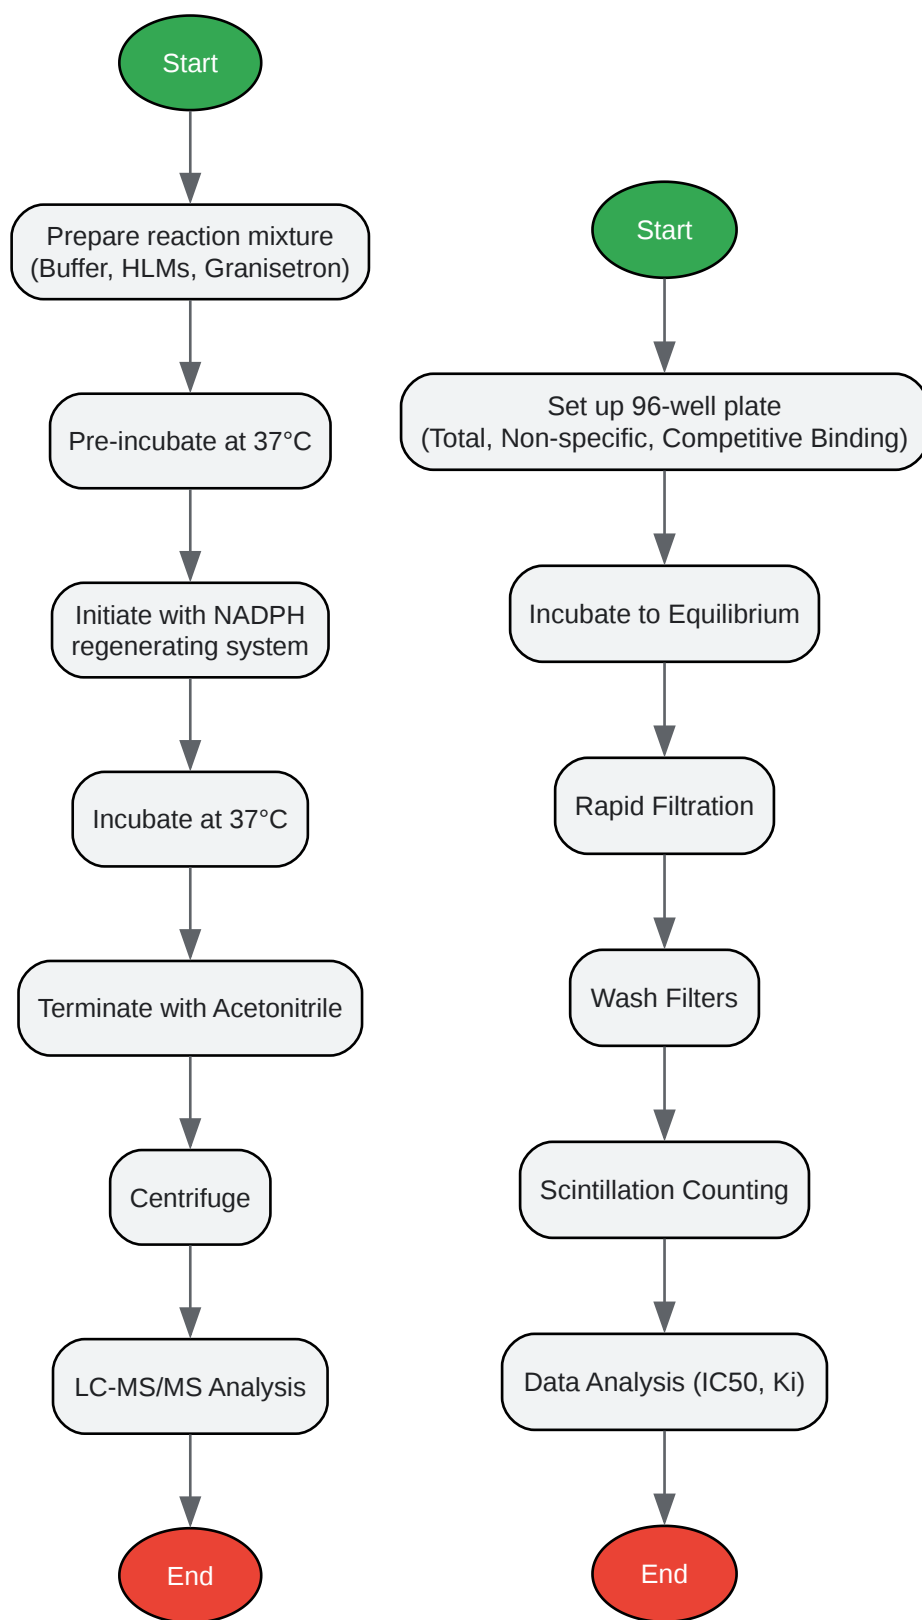 Start
Prepare reaction mixture
(Buffer, HLMs, Granisetron)
Pre-incubate at 37°C
Initiate with NADPH
regenerating system
Incubate at 37°C
Terminate with Acetonitrile
Centrifuge
LC-MS/MS Analysis
End
Start
Set up 96-well plate
(Total, Non-specific, Competitive Binding)
Incubate to Equilibrium
Rapid Filtration
Wash Filters
Scintillation Counting
Data Analysis (IC50, Ki)
End